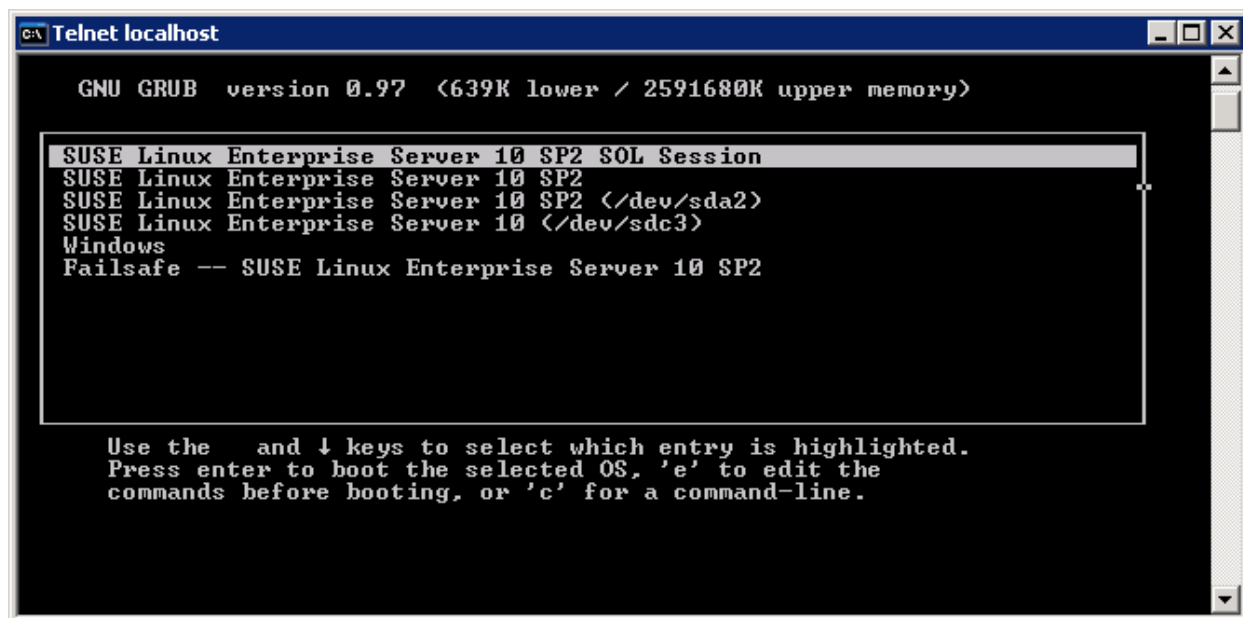 Telnet localhost
GNU GRUB version 0.97 (639K lower / 2591680K upper memory)
SUSE Linux Enterprise Server 10 SP2 SOL Session
SUSE Linux Enterprise Server 10 SP2
SUSE Linux Enterprise Server 10 SP2 (/dev/sda2)
SUSE Linux Enterprise Server 10 (/dev/sdc3)
Windows
Failsafe -- SUSE Linux Enterprise Server 10 SP2
Use the   and ↓ keys to select which entry is highlighted.
Press enter to boot the selected OS, 'e' to edit the
commands before booting, or 'c' for a command-line.